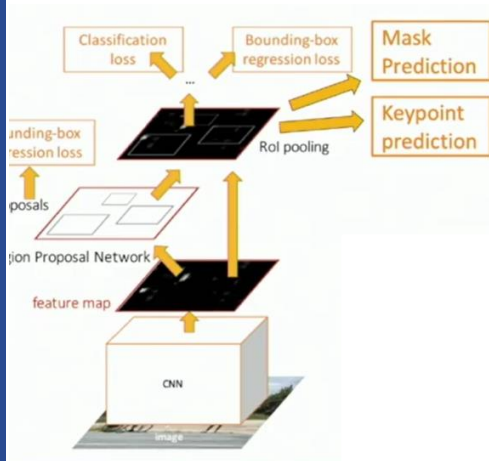 Classification
loss
Bounding-box
regression loss
Mask
Prediction
...
Keypoint
prediction
RoI pooling
unding-box
ression loss
posals
gion Proposal Network
feature map
CNN
image